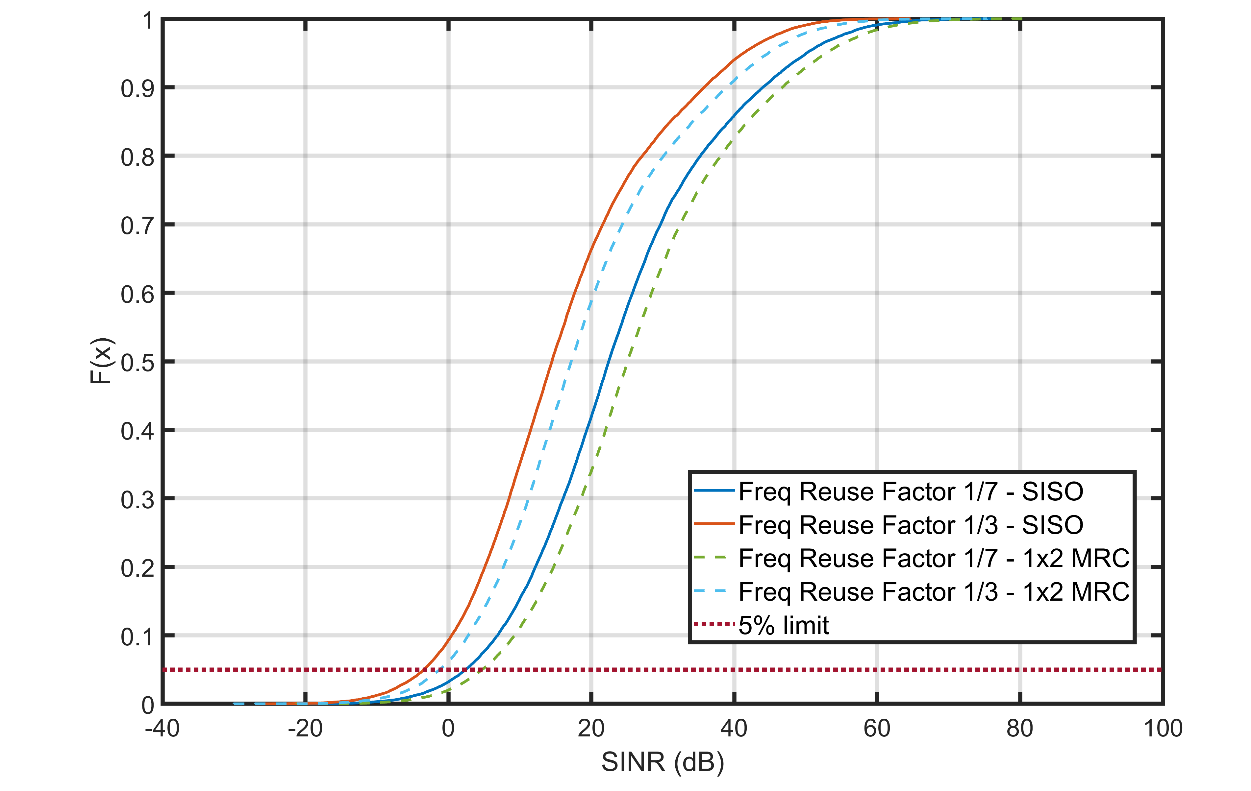 1
0.9
0.8
0.7
0.6
0.5
0.4
0.3
0.2
0.1
0
F(x)
-40 -20 0 20 40 60 80 100
SINR (dB)
Freq Reuse Factor 1/7 - SISO
Freq Reuse Factor 1/3 - SISO
Freq Reuse Factor 1/7 - 1x2 MRC
Freq Reuse Factor 1/3 - 1x2 MRC
5% limit